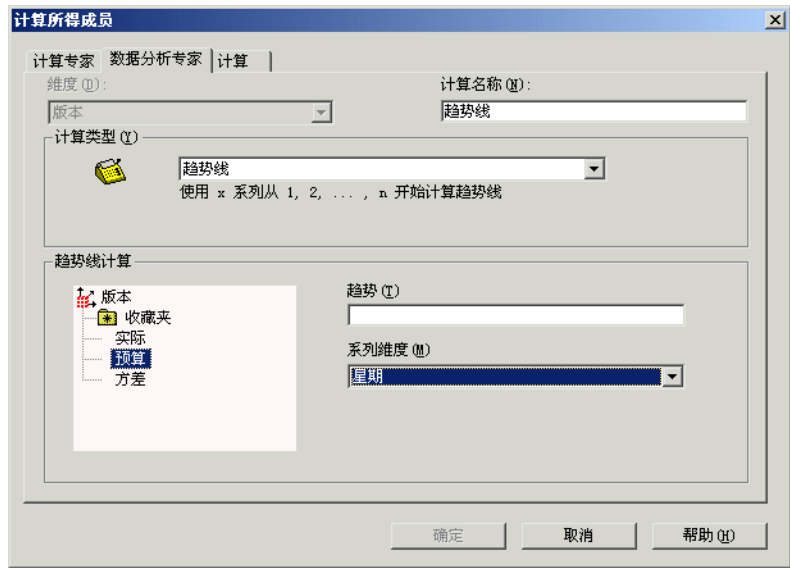 计算所得成员
计算专家 数据分析专家 计算
维度(D):
版本
计算名称(N):
趋势线
计算类型(Y)
趋势线
使用 x 系列从 1, 2, ... , n 开始计算趋势线
趋势线计算
版本
收藏夹
实际
预算
方差
趋势(T)
系列维度(M)
星期
确定 取消 帮助(H)